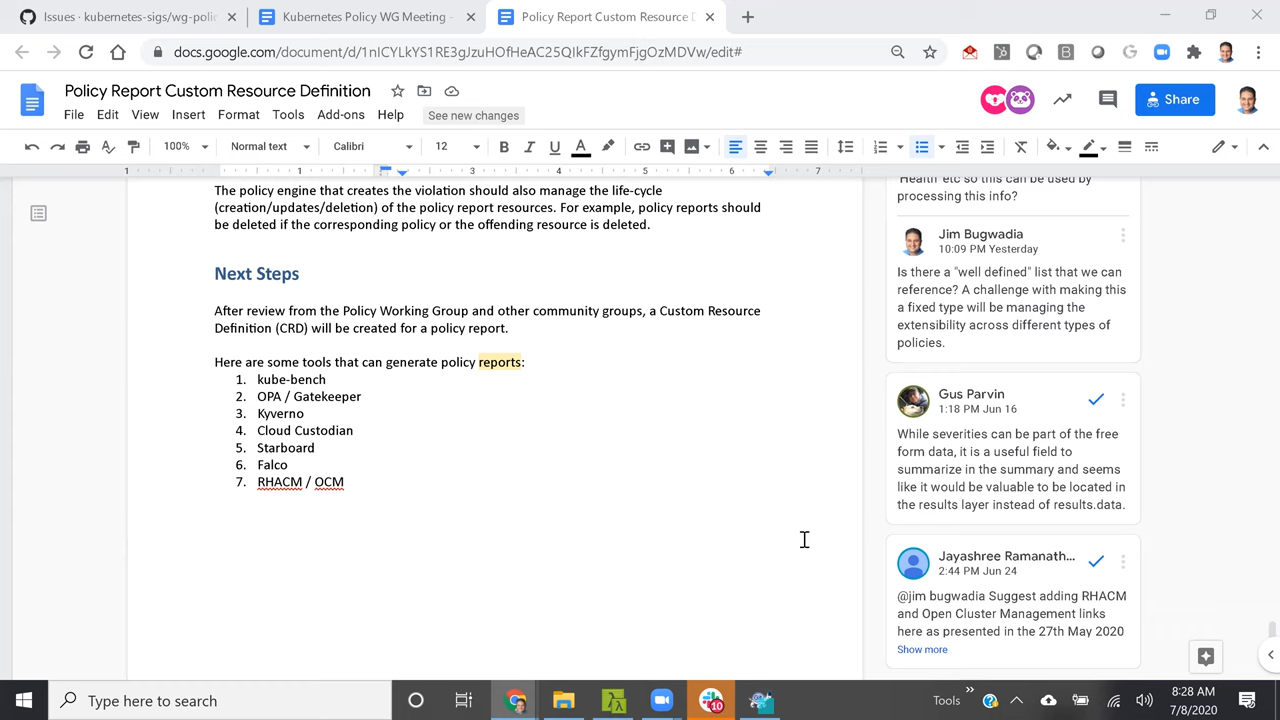 Issues · kubernetes-sigs/wg-poli
Kubernetes Policy WG Meeting -
Policy Report Custom Resource D
docs.google.com/document/d/1nICYLkYS1RE3gJzuHOfHeAC25QIkFZfgymFjgOzMDVw/edit#
Policy Report Custom Resource Definition
File Edit View Insert Format Tools Add-ons Help See new changes
Share
100% Normal text Calibri 12 B I U A
1 1 2 3 4 5 6 7
The policy engine that creates the violation should also manage the life-cycle
(creation/updates/deletion) of the policy report resources. For example, policy reports should
be deleted if the corresponding policy or the offending resource is deleted.
Next Steps
After review from the Policy Working Group and other community groups, a Custom Resource
Definition (CRD) will be created for a policy report.
Here are some tools that can generate policy reports:
1. kube-bench
2. OPA / Gatekeeper
3. Kyverno
4. Cloud Custodian
5. Starboard
6. Falco
7. RHACM / OCM
'Health' etc so this can be used by
processing this info?
Jim Bugwadia
10:09 PM Yesterday
Is there a "well defined" list that we can
reference? A challenge with making this
a fixed type will be managing the
extensibility across different types of
policies.
Gus Parvin
1:18 PM Jun 16
While severities can be part of the free
form data, it is a useful field to
summarize in the summary and seems
like it would be valuable to be located in
the results layer instead of results.data.
Jayashree Ramanath...
2:44 PM Jun 24
@jim bugwadia Suggest adding RHACM
and Open Cluster Management links
here as presented in the 27th May 2020
Show more
Type here to search
10
Tools
8:28 AM
7/8/2020